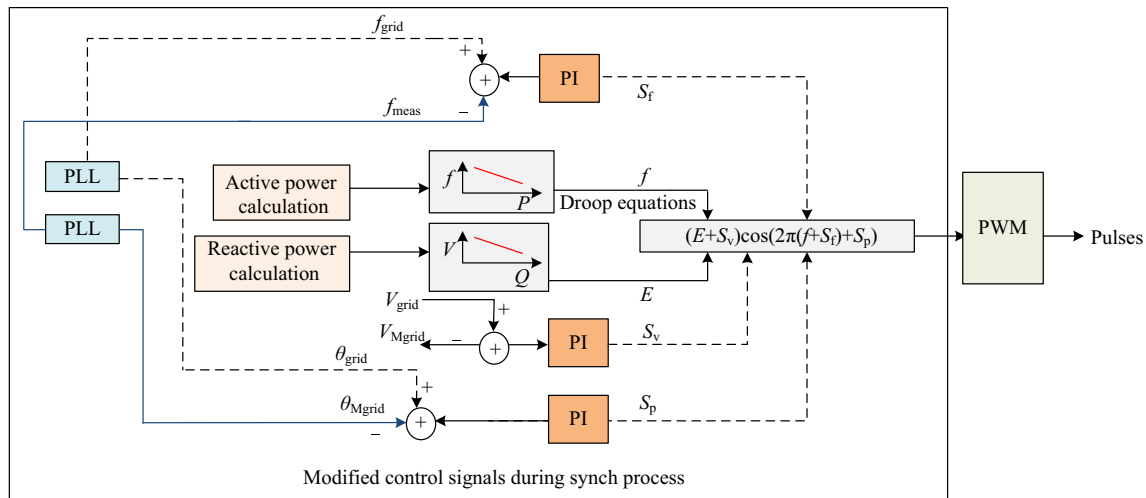 f_grid
+
+
PI
S_f
f_meas
−
PLL
PLL
Active power
calculation
f
P
f
Droop equations
Reactive power
calculation
V
Q
E
(E+S_v)cos(2π(f+S_f)+S_p)
PWM
Pulses
V_grid
+
V_Mgrid
−
+
PI
S_v
θ_grid
+
θ_Mgrid
−
+
PI
S_p
Modified control signals during synch process